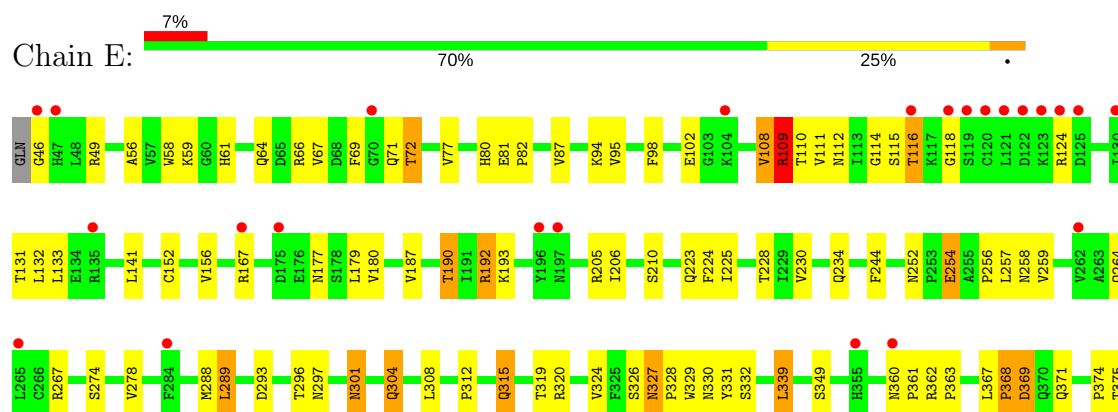 7%
Chain E:
70% 25% •
GLN G46 H47 L48 R49 A56 V57 W58 K59 G60 H61 Q64 D65 R66 V67 D68 F69 G70 Q71 T72 V77 H80 E81 P82 V87 K94 V95 F98 E102 G103 K104 V108 R109 T110 V111 N112 I113 G114 S115 T116 K117 G118 S119 C120 L121 D122 K123 R124 D125 I130
T131 L132 L133 E134 R135 L141 C152 V156 R167 D175 E176 N177 S178 L179 V180 V187 T190 I191 R192 K193 Y196 N197 R205 I206 S210 Q223 F224 I225 T228 I229 V230 Q234 F244 N252 P253 E254 A255 P256 L257 N258 V259 V262 A263 Q264
L265 C266 R267 S274 V278 F284 M288 L289 D293 T296 N297 N301 Q304 L308 P312 Q315 T319 R320 V324 F325 S326 N327 P328 W329 N330 Y331 S332 L339 S349 H355 N360 P361 R362 P363 L367 P368 D369 Q370 Q371 P374